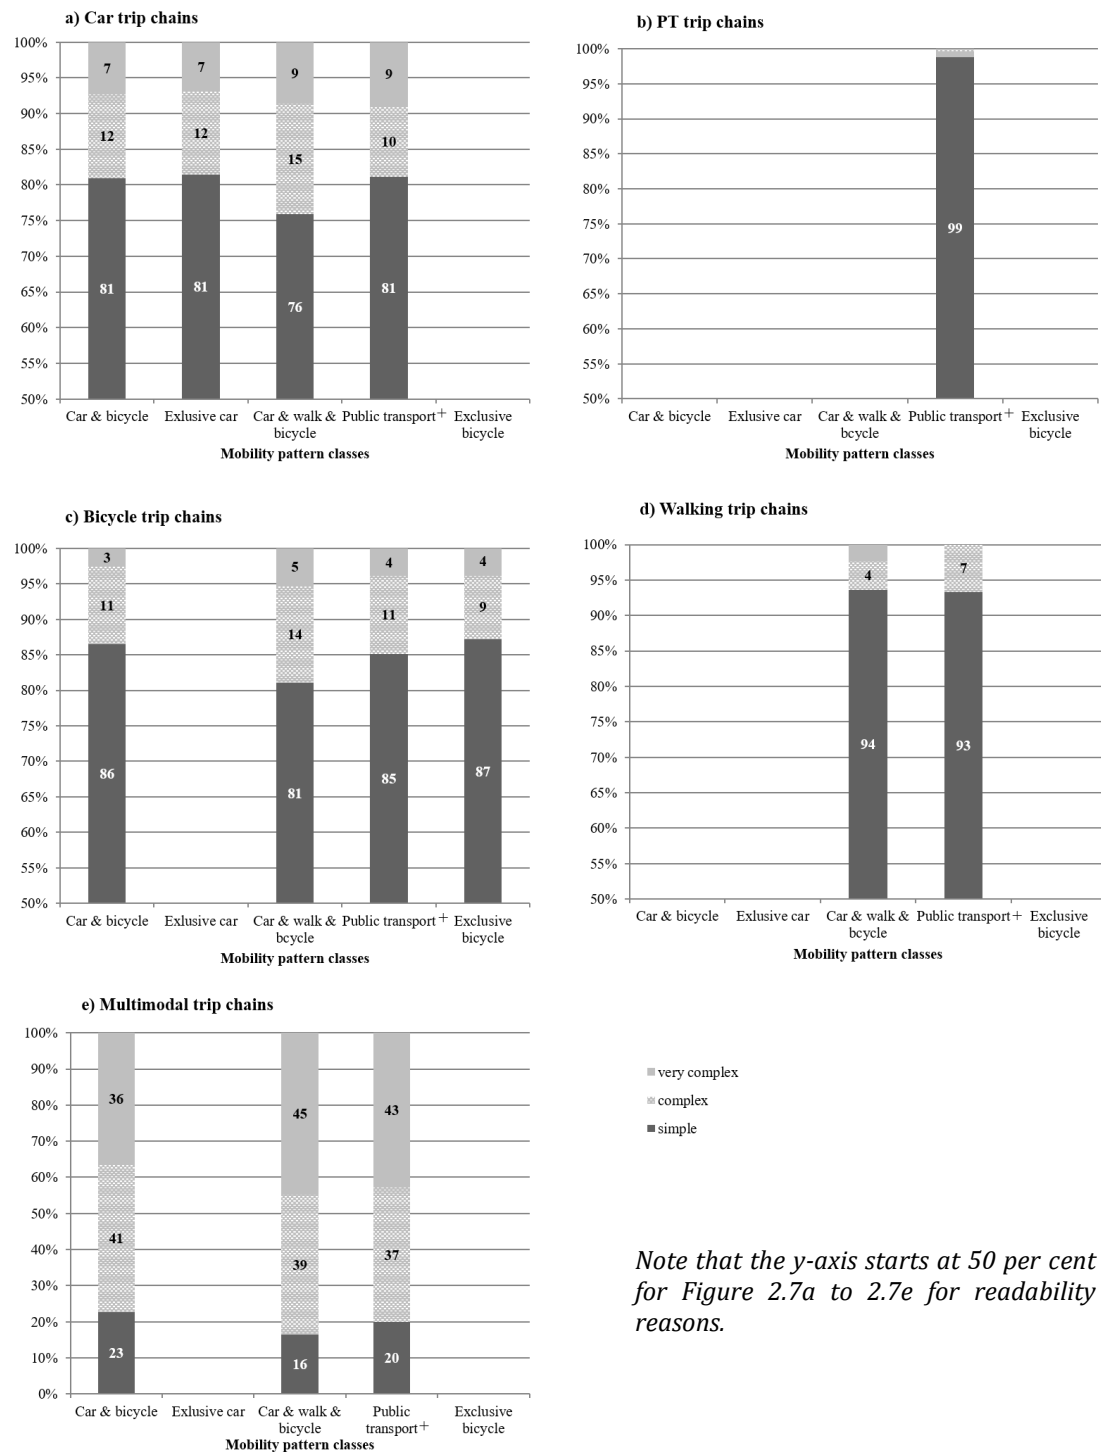 a) Car trip chains
100%
95%
90%
85%
80%
75%
70%
65%
60%
55%
50%
7 7 9 9
12 12 15 10
81 81 76 81
Car & bicycle Exlusive car Car & walk & Public transport+ Exclusive
bicycle bicycle
Mobility pattern classes
b) PT trip chains
100%
95%
90%
85%
80%
75%
70%
65%
60%
55%
50%
99
Car & bicycle Exlusive car Car & walk & Public transport+ Exclusive
bcycle bicycle
Mobility pattern classes
c) Bicycle trip chains
100%
95%
90%
85%
80%
75%
70%
65%
60%
55%
50%
3 5 4 4
11 14 11 9
86 81 85 87
Car & bicycle Exlusive car Car & walk & Public transport+ Exclusive
bcycle bicycle
Mobility pattern classes
d) Walking trip chains
100%
95%
90%
85%
80%
75%
70%
65%
60%
55%
50%
4 7
94 93
Car & bicycle Exlusive car Car & walk & Public transport+ Exclusive
bcycle bicycle
Mobility pattern classes
e) Multimodal trip chains
100%
90%
80%
70%
60%
50%
40%
30%
20%
10%
0%
36 45 43
41 39 37
23 16 20
Car & bicycle Exlusive car Car & walk & Public Exclusive
bicycle transport+ bicycle
Mobility pattern classes
very complex
complex
simple
Note that the y-axis starts at 50 per cent
for Figure 2.7a to 2.7e for readability
reasons.